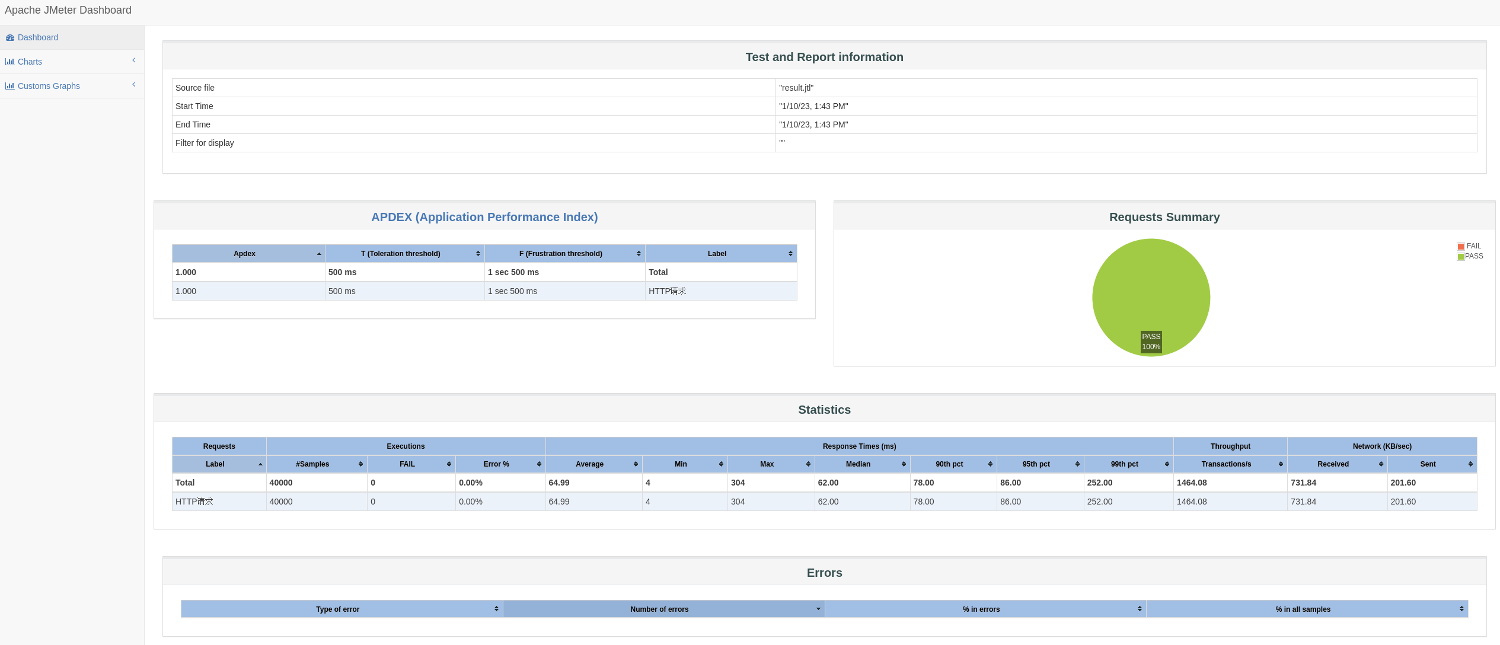 Apache JMeter Dashboard
Dashboard
Charts
Customs Graphs
Test and Report information
Source file "result.jtl"
Start Time "1/10/23, 1:43 PM"
End Time "1/10/23, 1:43 PM"
Filter for display ""
APDEX (Application Performance Index)
Apdex T (Toleration threshold) F (Frustration threshold) Label
1.000 500 ms 1 sec 500 ms Total
1.000 500 ms 1 sec 500 ms HTTP请求
Requests Summary
FAIL
PASS
PASS
100%
Statistics
Requests Executions Response Times (ms) Throughput Network (KB/sec)
Label #Samples FAIL Error % Average Min Max Median 90th pct 95th pct 99th pct Transactions/s Received Sent
Total 40000 0 0.00% 64.99 4 304 62.00 78.00 86.00 252.00 1464.08 731.84 201.60
HTTP请求 40000 0 0.00% 64.99 4 304 62.00 78.00 86.00 252.00 1464.08 731.84 201.60
Errors
Type of error Number of errors % in errors % in all samples